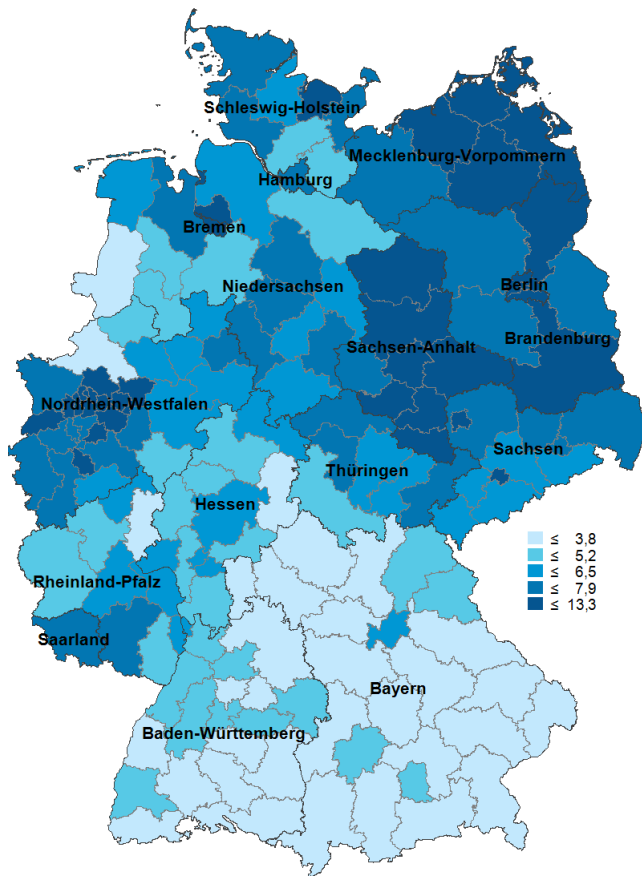 Schleswig-Holstein
Mecklenburg-Vorpommern
Hamburg
Bremen
Niedersachsen
Berlin
Brandenburg
Sachsen-Anhalt
Nordrhein-Westfalen
Sachsen
Thüringen
Hessen
≤ 3,8
≤ 5,2
≤ 6,5
≤ 7,9
≤ 13,3
Rheinland-Pfalz
Saarland
Bayern
Baden-Württemberg